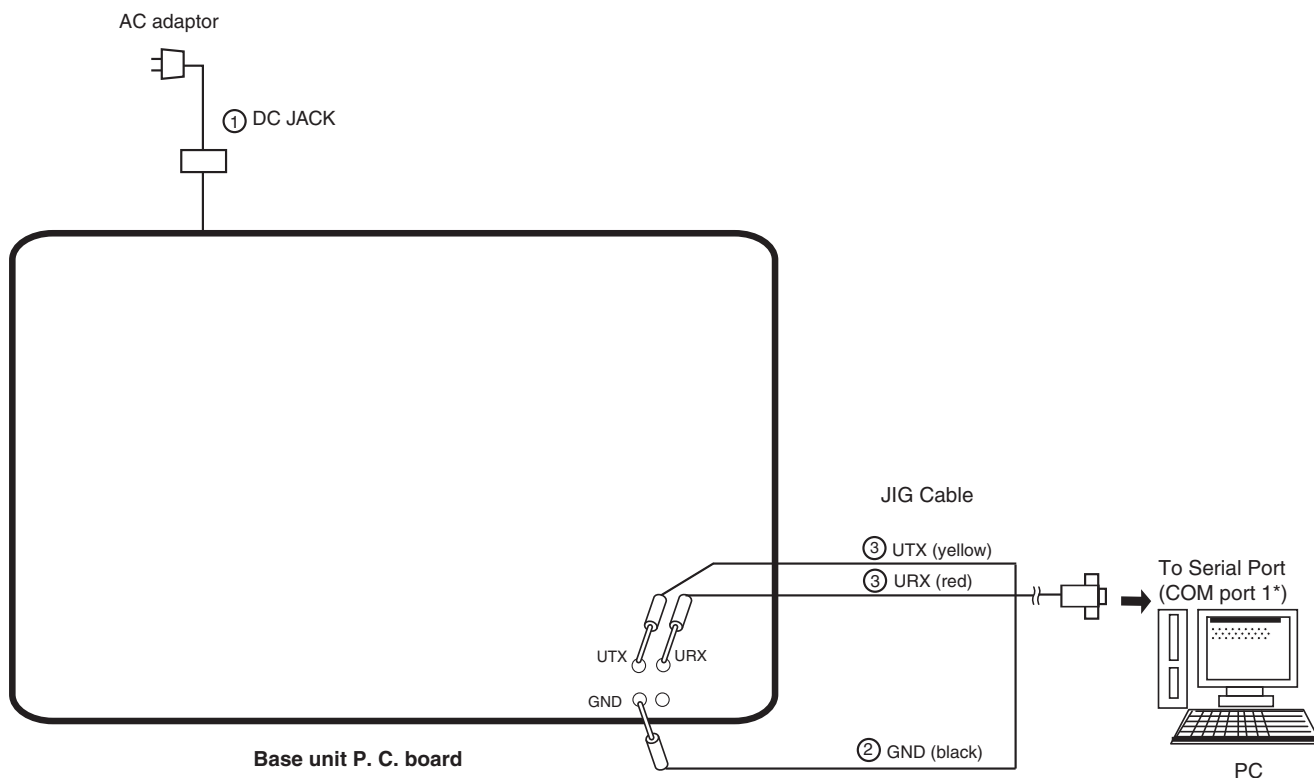 AC adaptor
① DC JACK
JIG Cable
③ UTX (yellow)
③ URX (red)
To Serial Port
(COM port 1*)
UTX
URX
GND
② GND (black)
Base unit P. C. board
PC